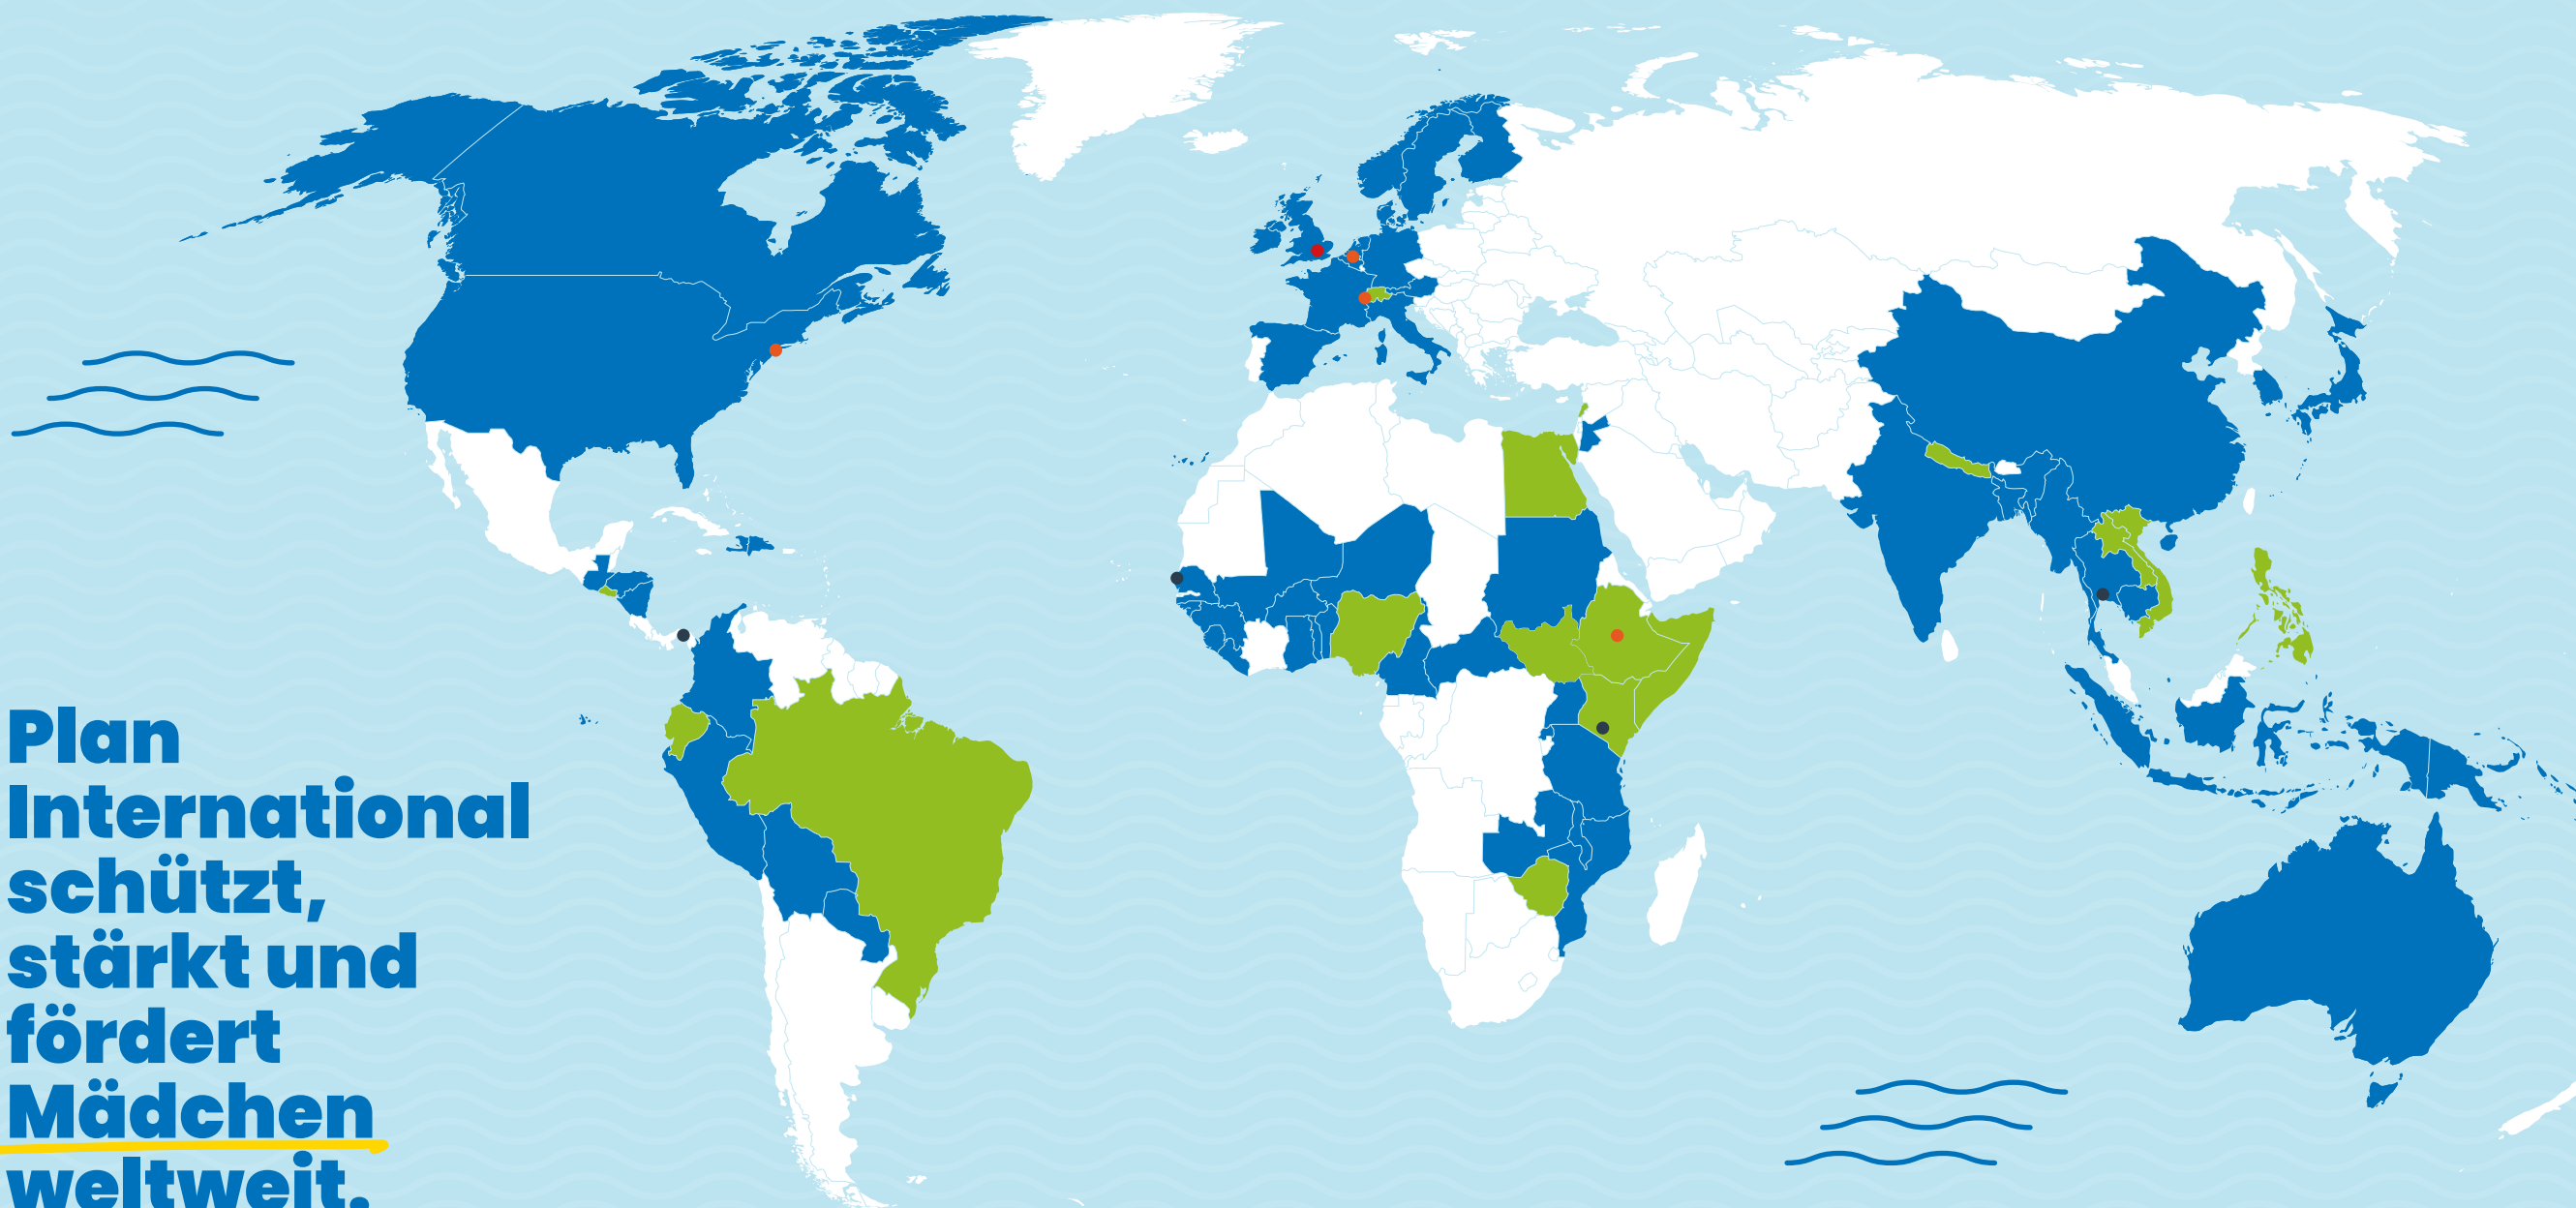 Plan
International
schützt,
stärkt und
fördert
Mädchen
weltweit.